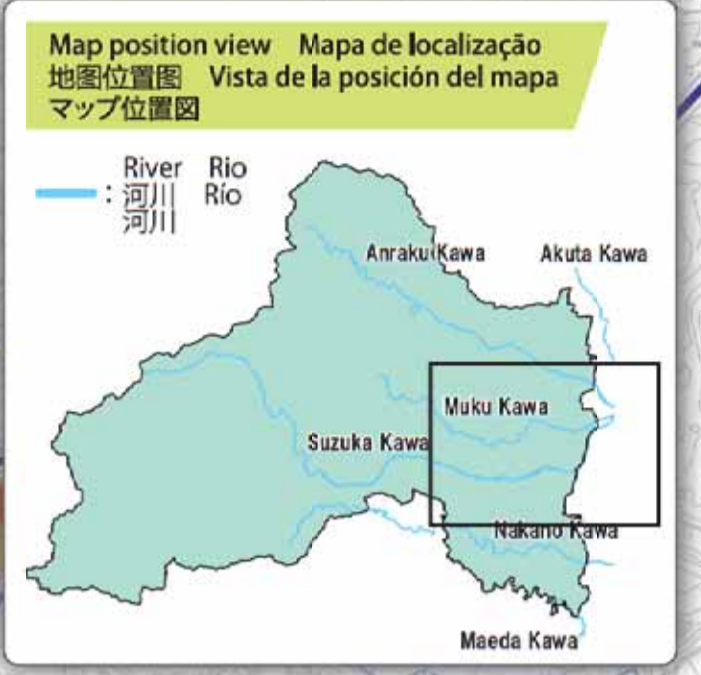 Map position view Mapa de localização
地图位置图 Vista de la posición del mapa
マップ位置図
River Rio
: 河川 Río
河川
Anraku Kawa
Akuta Kawa
Muku Kawa
Suzuka Kawa
Nakano Kawa
Maeda Kawa